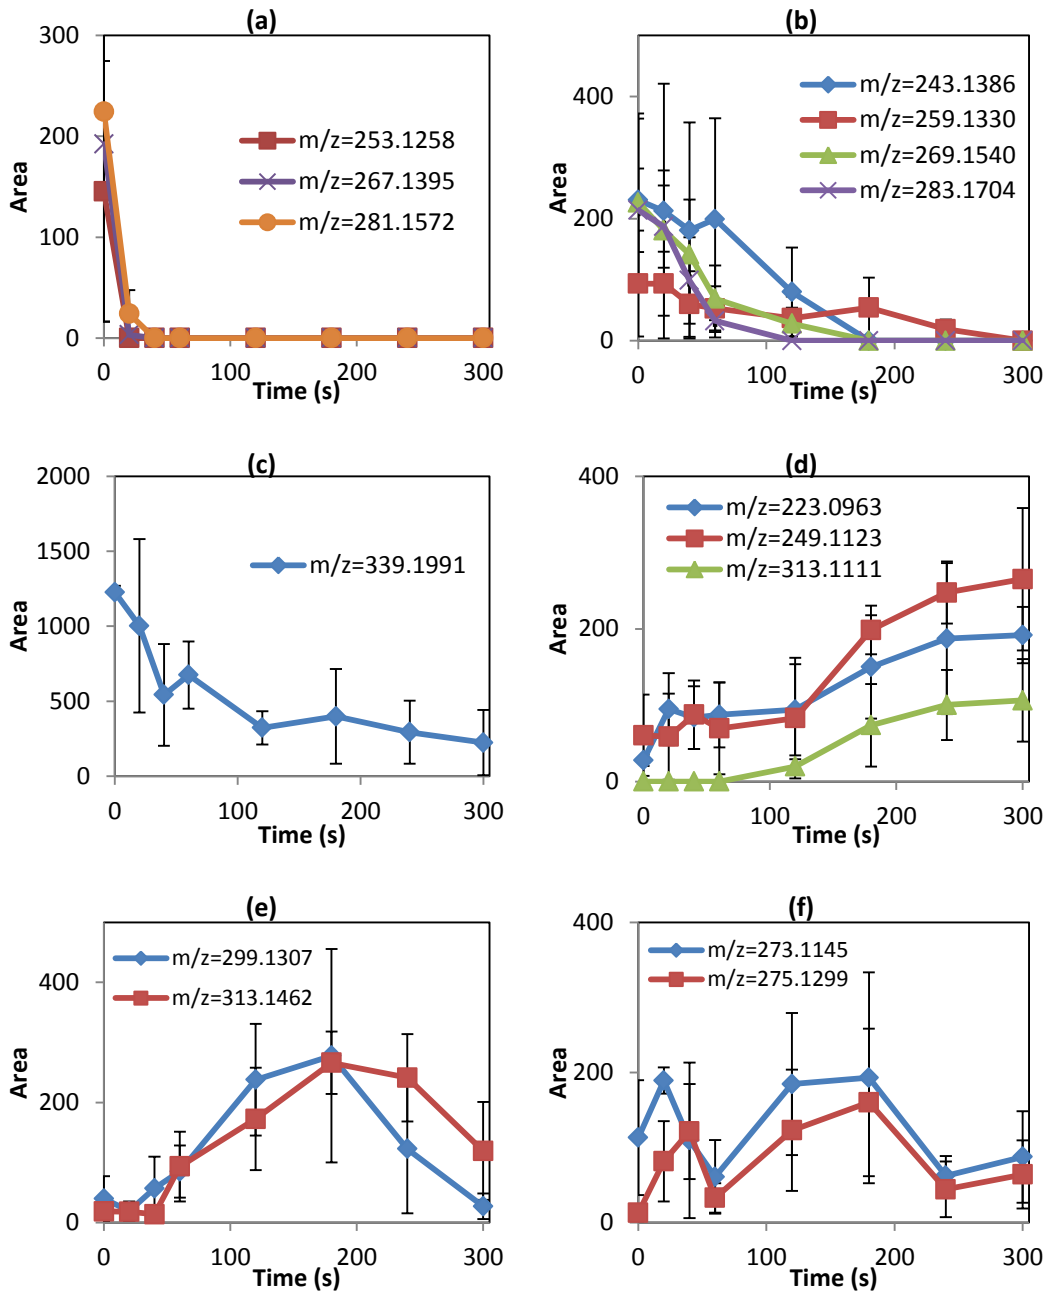 (a)
300
200
100
0
Area
m/z=253.1258
m/z=267.1395
m/z=281.1572
0 100 200 300
Time (s)
(b)
400
200
0
Area
m/z=243.1386
m/z=259.1330
m/z=269.1540
m/z=283.1704
0 100 200 300
Time (s)
(c)
2000
1500
1000
500
0
Area
m/z=339.1991
0 100 200 300
Time (s)
(d)
400
200
0
Area
m/z=223.0963
m/z=249.1123
m/z=313.1111
0 100 200 300
Time (s)
(e)
400
200
0
Area
m/z=299.1307
m/z=313.1462
0 100 200 300
Time (s)
(f)
400
200
0
Area
m/z=273.1145
m/z=275.1299
0 100 200 300
Time (s)